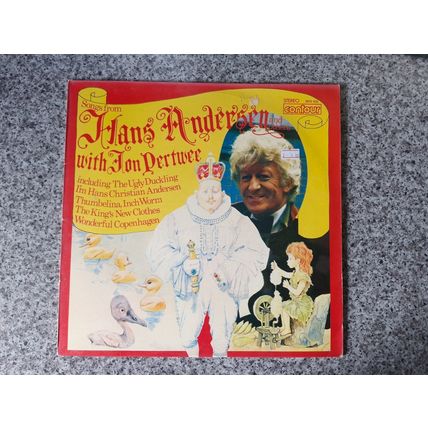 Songs from
Hans Andersen
with Jon Pertwee
including The Ugly Duckling
I'm Hans Christian Andersen
Thumbelina, Inch Worm
The King's New Clothes
Wonderful Copenhagen
STEREO
contour